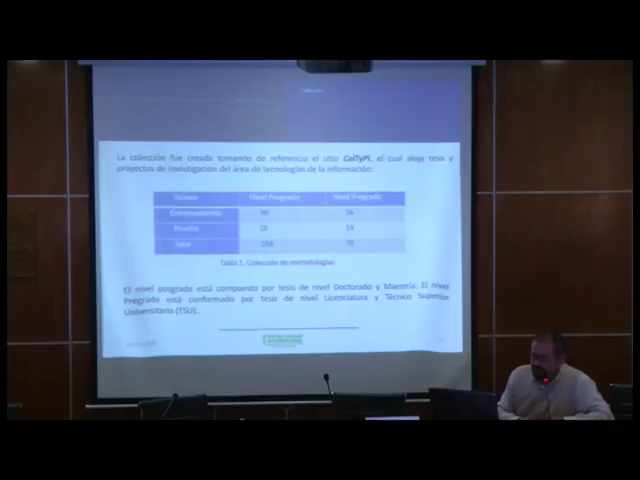 La colección fue creada tomando de referencia el sitio ColTyPI, el cual aloja tesis y
proyectos de investigación del área de tecnologías de la información:
Nivel Posgrado Nivel Pregrado
Entrenamiento 90 56
Prueba 18 14
Total 108 70
Tabla 1. Colección de metodologías
El nivel posgrado está compuesto por tesis de nivel Doctorado y Maestría. El nivel
Pregrado está conformado por tesis de nivel Licenciatura y Técnico Superior
Universitario (TSU).